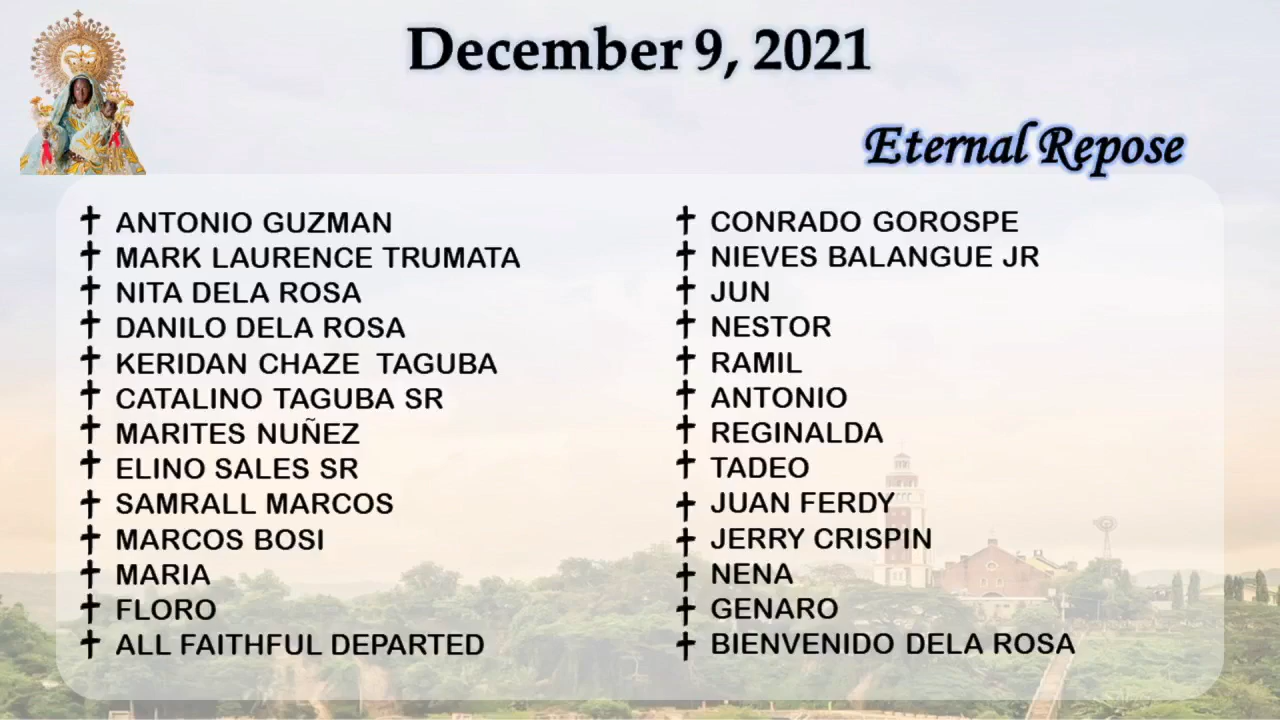 December 9, 2021
Eternal Repose
ANTONIO GUZMAN
MARK LAURENCE TRUMATA
NITA DELA ROSA
DANILO DELA ROSA
KERIDAN CHAZE  TAGUBA
CATALINO TAGUBA SR
MARITES NUÑEZ
ELINO SALES SR
SAMRALL MARCOS
MARCOS BOSI
MARIA
FLORO
ALL FAITHFUL DEPARTED
CONRADO GOROSPE
NIEVES BALANGUE JR
JUN
NESTOR
RAMIL
ANTONIO
REGINALDA
TADEO
JUAN FERDY
JERRY CRISPIN
NENA
GENARO
BIENVENIDO DELA ROSA